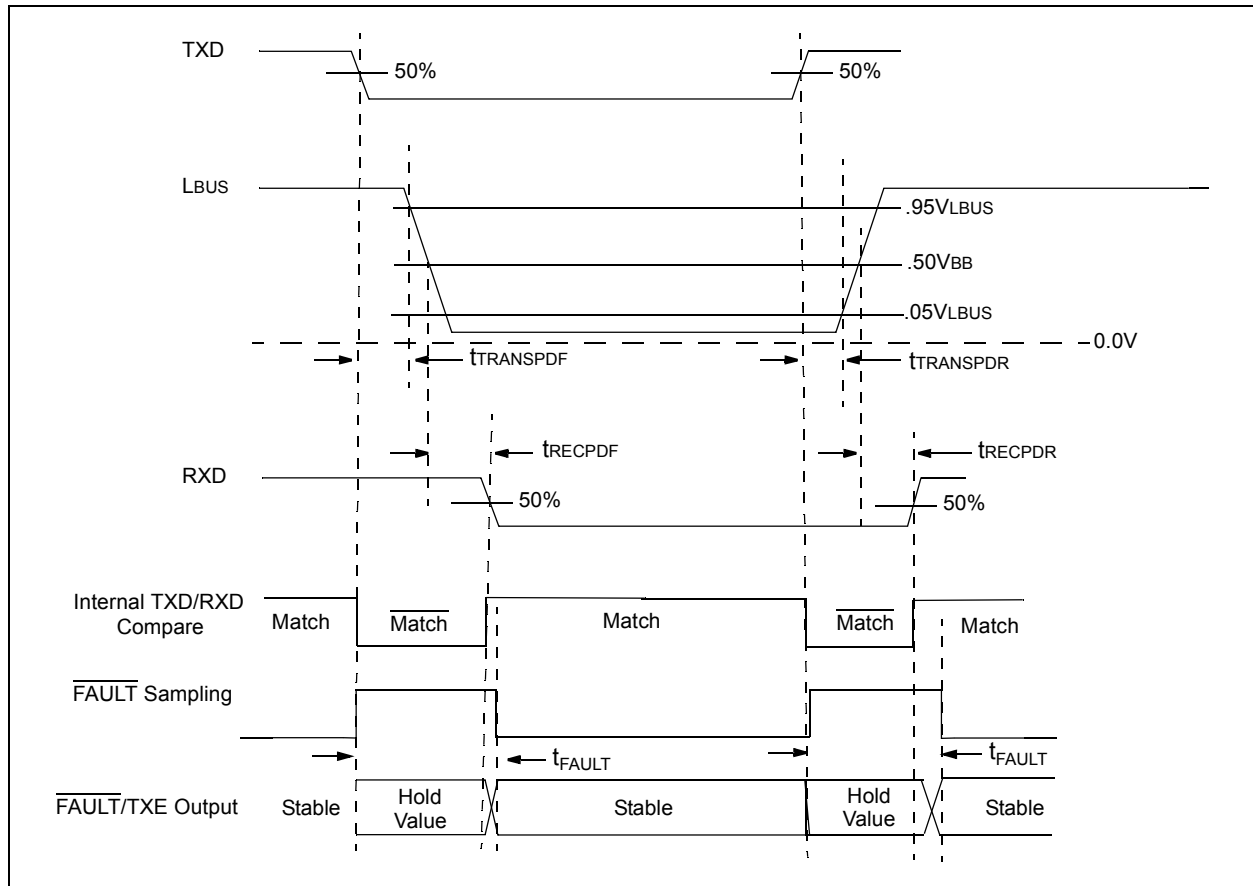 TXD
50%
50%
LBUS
.95VLBUS
.50VBB
.05VLBUS
0.0V
tTRANSPDF
tTRANSPDR
tRECPDF
tRECPDR
RXD
50%
50%
Internal TXD/RXD
Compare
Match
Match
Match
Match
Match
FAULT Sampling
tFAULT
tFAULT
FAULT/TXE Output
Stable
Hold
Value
Stable
Hold
Value
Stable